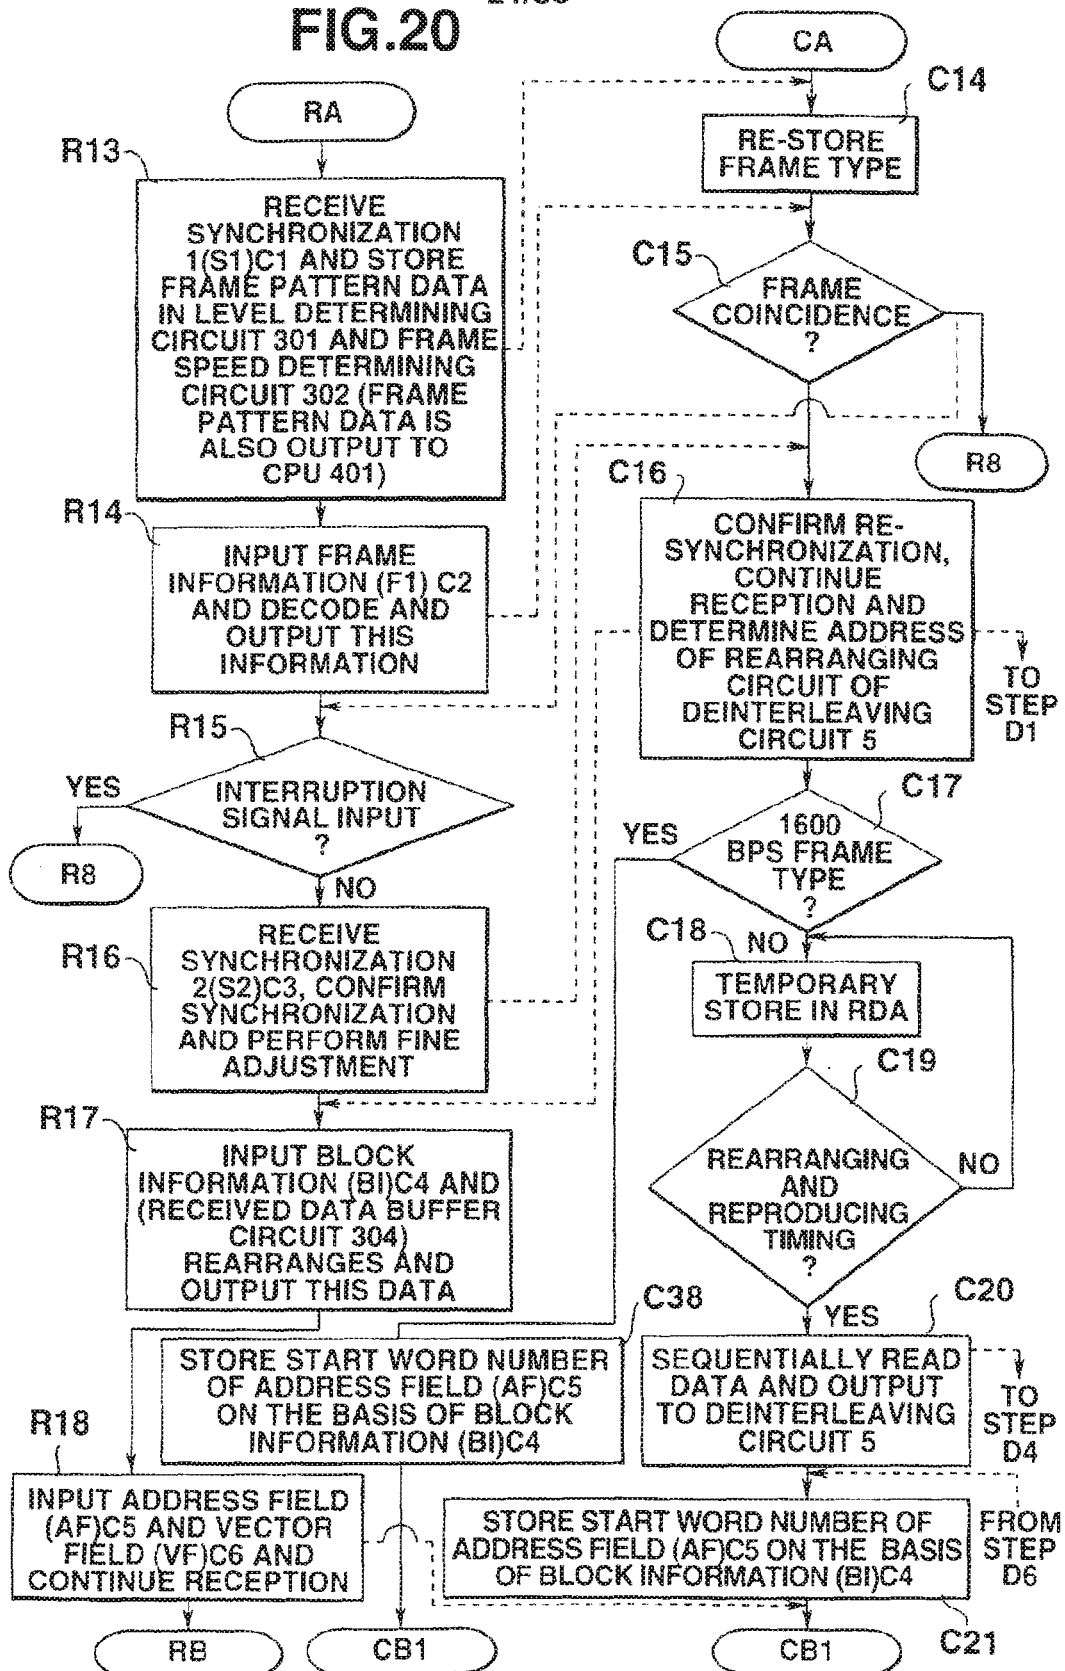 FIG.20
RA
R13
RECEIVE
SYNCHRONIZATION
1(S1)C1 AND STORE
FRAME PATTERN DATA
IN LEVEL DETERMINING
CIRCUIT 301 AND FRAME
SPEED DETERMINING
CIRCUIT 302 (FRAME
PATTERN DATA IS
ALSO OUTPUT TO
CPU 401)
R14
INPUT FRAME
INFORMATION (F1) C2
AND DECODE AND
OUTPUT THIS
INFORMATION
R15
INTERRUPTION
SIGNAL INPUT
?
YES
R8
NO
R16
RECEIVE
SYNCHRONIZATION
2(S2)C3, CONFIRM
SYNCHRONIZATION
AND PERFORM FINE
ADJUSTMENT
R17
INPUT BLOCK
INFORMATION (BI)C4 AND
(RECEIVED DATA BUFFER
CIRCUIT 304)
REARRANGES AND
OUTPUT THIS DATA
R18
INPUT ADDRESS FIELD
(AF)C5 AND VECTOR
FIELD (VF)C6 AND
CONTINUE RECEPTION
RB
CA
C14
RE-STORE
FRAME TYPE
C15
FRAME
COINCIDENCE
?
R8
C16
CONFIRM RE-
SYNCHRONIZATION,
CONTINUE
RECEPTION AND
DETERMINE ADDRESS
OF REARRANGING
CIRCUIT OF
DEINTERLEAVING
CIRCUIT 5
TO
STEP
D1
C17
1600
BPS FRAME
TYPE
?
YES
NO
C18
TEMPORARY
STORE IN RDA
C19
REARRANGING
AND
REPRODUCING
TIMING
?
NO
YES
C38
STORE START WORD NUMBER
OF ADDRESS FIELD (AF)C5
ON THE BASIS OF BLOCK
INFORMATION (BI)C4
CB1
C20
SEQUENTIALLY READ
DATA AND OUTPUT
TO DEINTERLEAVING
CIRCUIT 5
TO
STEP
D4
FROM
STEP
D6
STORE START WORD NUMBER OF
ADDRESS FIELD (AF)C5 ON THE BASIS
OF BLOCK INFORMATION (BI)C4
C21
CB1